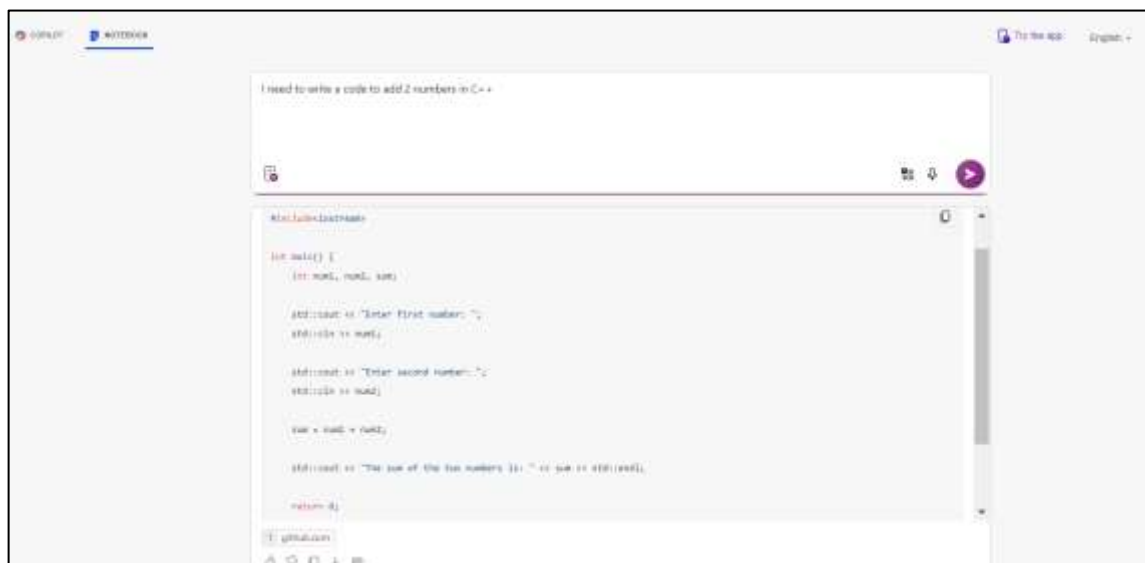 COPILOT
NOTEBOOK
Try the app
English
I need to write a code to add 2 numbers in C++
#include<iostream>
int main() {
int num1, num2, sum;
std::cout << "Enter first number: ";
std::cin >> num1;
std::cout << "Enter second number: ";
std::cin >> num2;
sum = num1 + num2;
std::cout << "The sum of the two numbers is: " << sum << std::endl;
return 0;
1 github.com